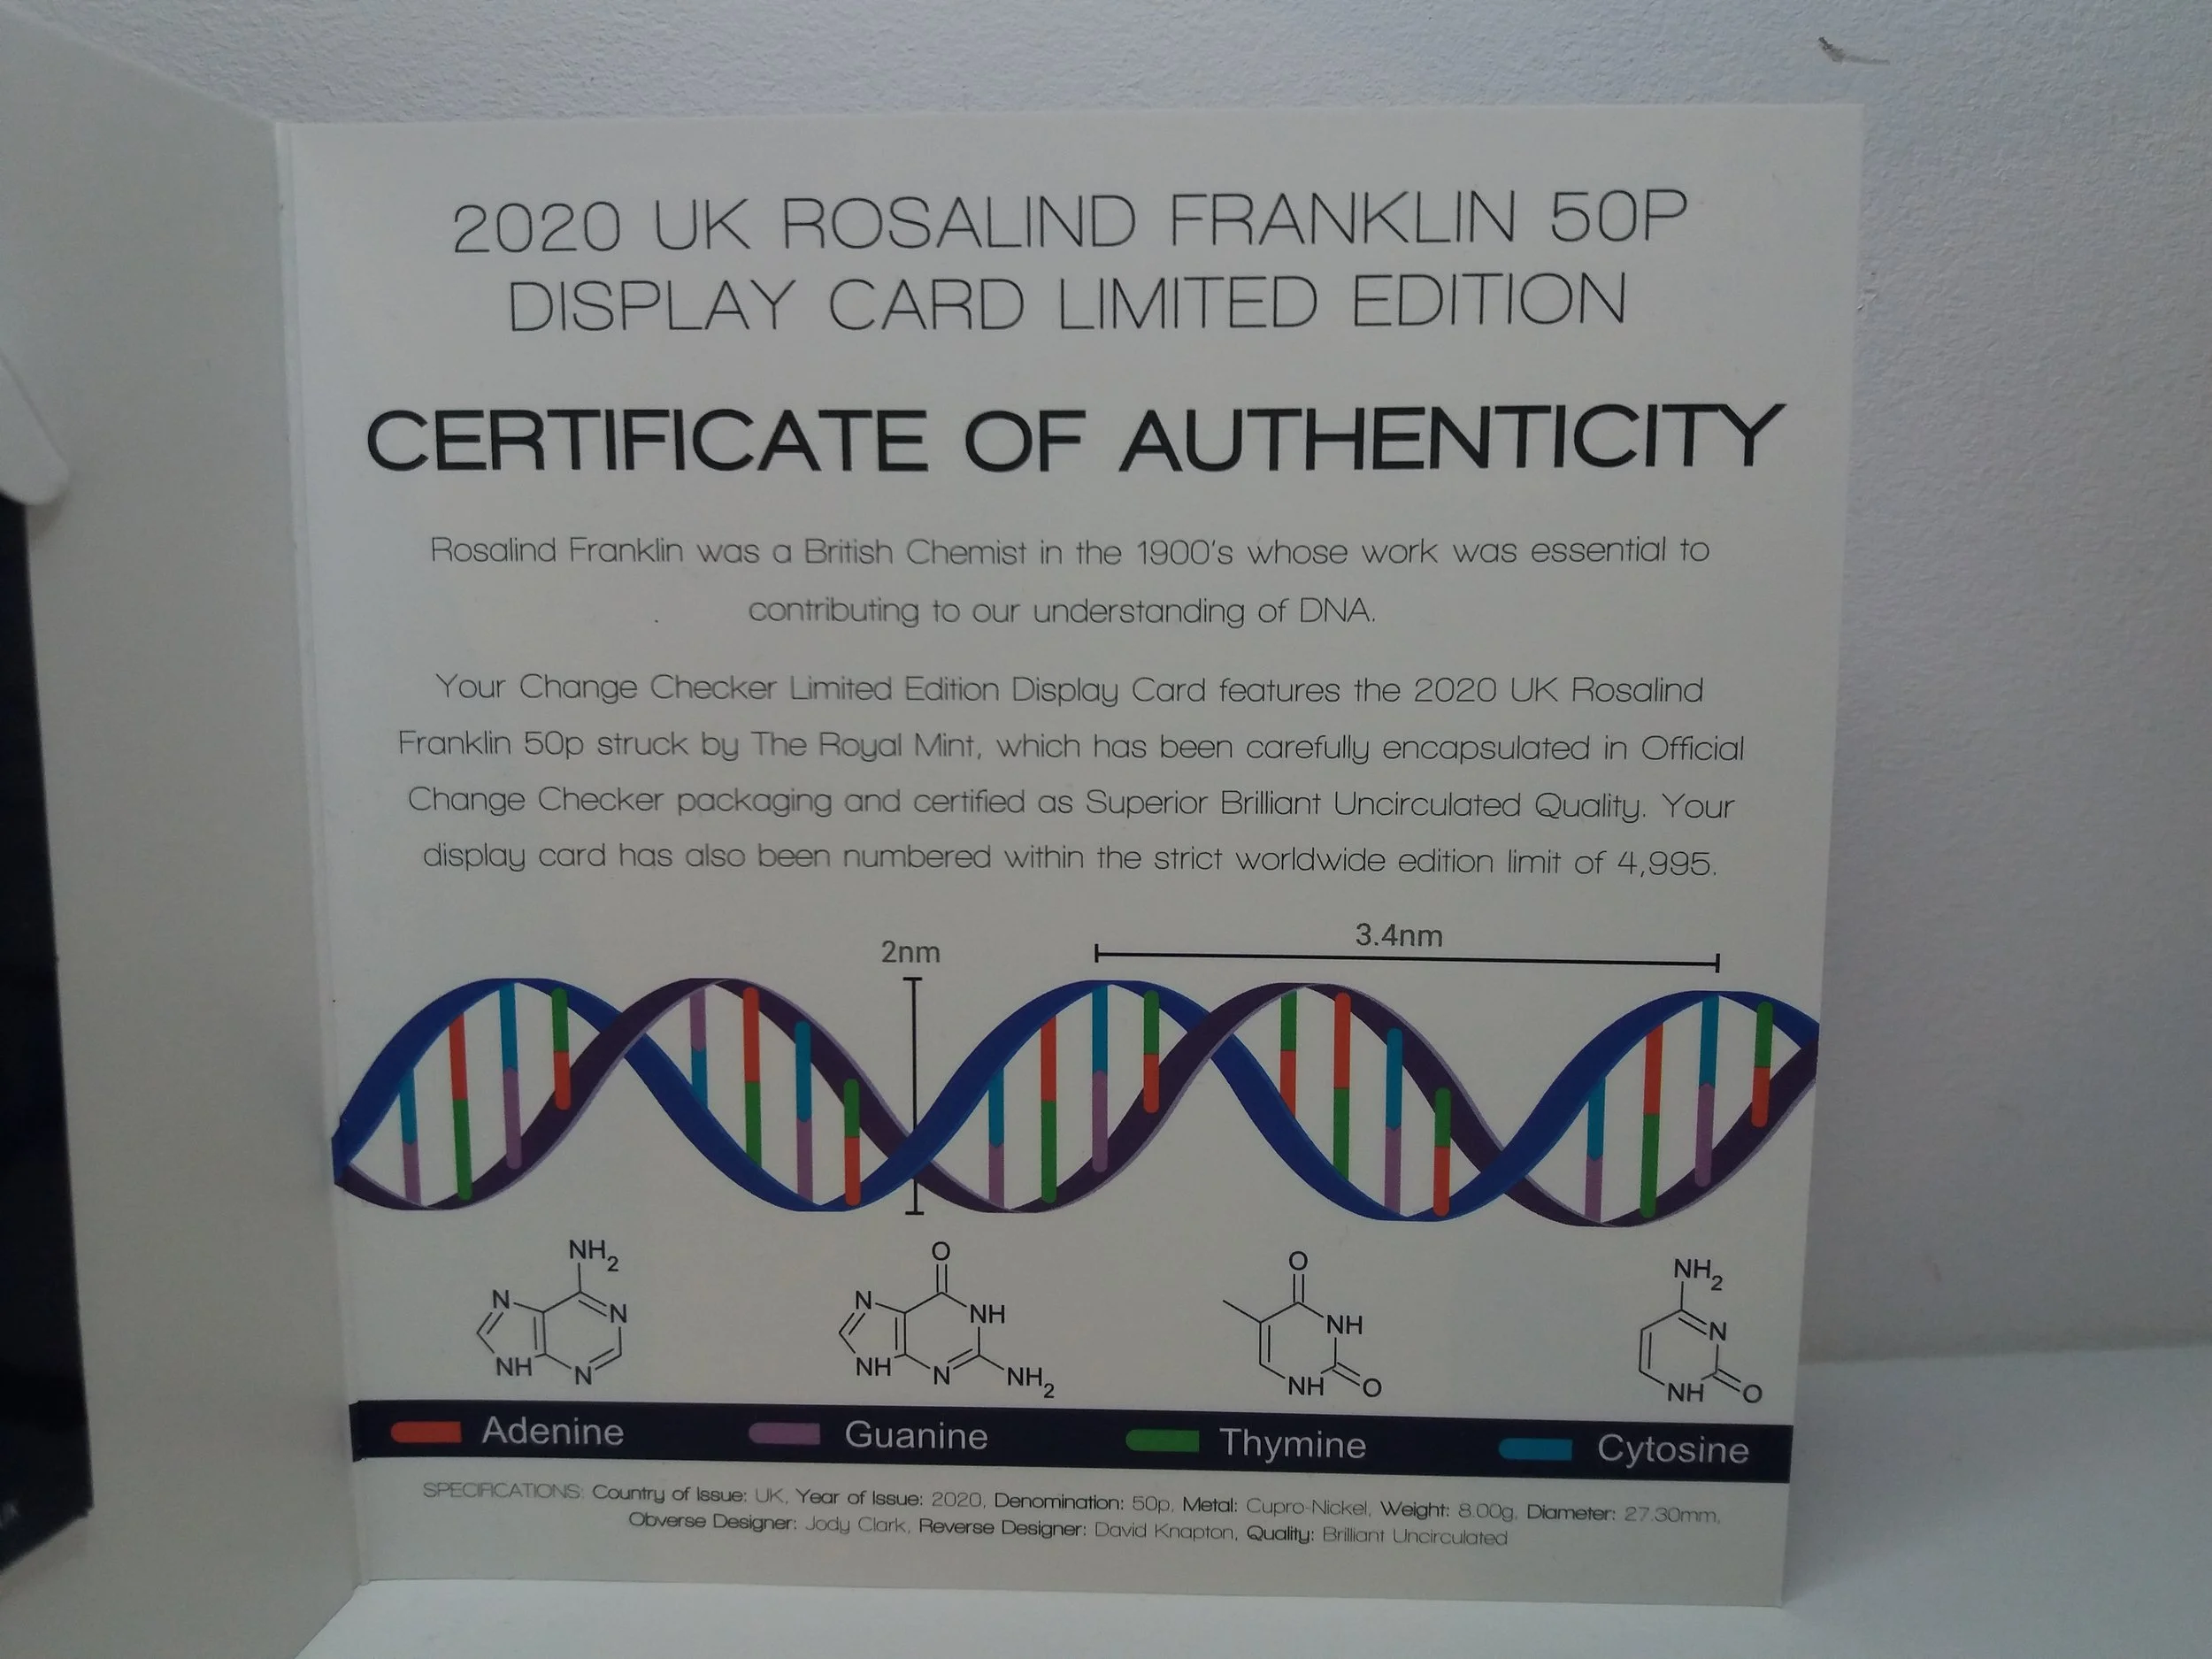 2020 UK ROSALIND FRANKLIN 50P
DISPLAY CARD LIMITED EDITION
CERTIFICATE OF AUTHENTICITY
Rosalind Franklin was a British Chemist in the 1900's whose work was essential to
contributing to our understanding of DNA.
Your Change Checker Limited Edition Display Card features the 2020 UK Rosalind
Franklin 50p struck by The Royal Mint, which has been carefully encapsulated in Official
Change Checker packaging and certified as Superior Brilliant Uncirculated Quality. Your
display card has also been numbered within the strict worldwide edition limit of 4,995.
2nm
3.4nm
NH2
N
N
NH
N
O
N
NH
NH
N
NH2
O
NH
NH
O
NH2
N
NH
O
Adenine
Guanine
Thymine
Cytosine
SPECIFICATIONS: Country of Issue: UK, Year of Issue: 2020, Denomination: 50p, Metal: Cupro-Nickel, Weight: 8.00g, Diameter: 27.30mm,
Obverse Designer: Jody Clark, Reverse Designer: David Knapton, Quality: Brilliant Uncirculated